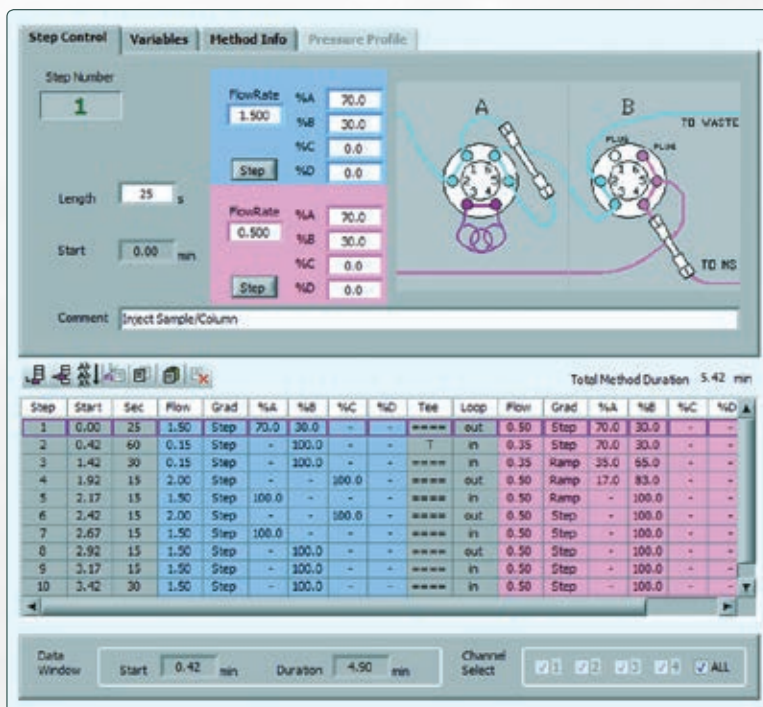 Step Control Variables Method Info Pressure Profile
Step Number
1
FlowRate %A 70.0
1.500 %B 30.0
%C 0.0
Step %D 0.0
Length 25 s
FlowRate %A 70.0
0.500 %B 30.0
Start 0.00 min
%C 0.0
Step %D 0.0
A B
TO WASTE
PLUG PLUG
TO MS
Comment Inject Sample/Column
Total Method Duration 5.42 min
Step Start Sec Flow Grad %A %B %C %D Tee Loop Flow Grad %A %B %C %D
1 0.00 25 1.50 Step 70.0 30.0 - - ==== out 0.50 Step 70.0 30.0 - -
2 0.42 60 0.15 Step - 100.0 - - T in 0.35 Step 70.0 30.0 - -
3 1.42 30 0.15 Step - 100.0 - - ==== in 0.35 Ramp 35.0 65.0 - -
4 1.92 15 2.00 Step - - 100.0 - ==== out 0.50 Ramp 17.0 83.0 - -
5 2.17 15 1.50 Step 100.0 - - - ==== in 0.50 Ramp - 100.0 - -
6 2.42 15 2.00 Step - - 100.0 - ==== out 0.50 Step - 100.0 - -
7 2.67 15 1.50 Step 100.0 - - - ==== in 0.50 Step - 100.0 - -
8 2.92 15 1.50 Step - 100.0 - - ==== out 0.50 Step - 100.0 - -
9 3.17 15 1.50 Step - 100.0 - - ==== in 0.50 Step - 100.0 - -
10 3.42 30 1.50 Step - 100.0 - - ==== in 0.50 Step - 100.0 - -
Data Window Start 0.42 min Duration 4.90 min Channel Select 1 2 3 4 ALL